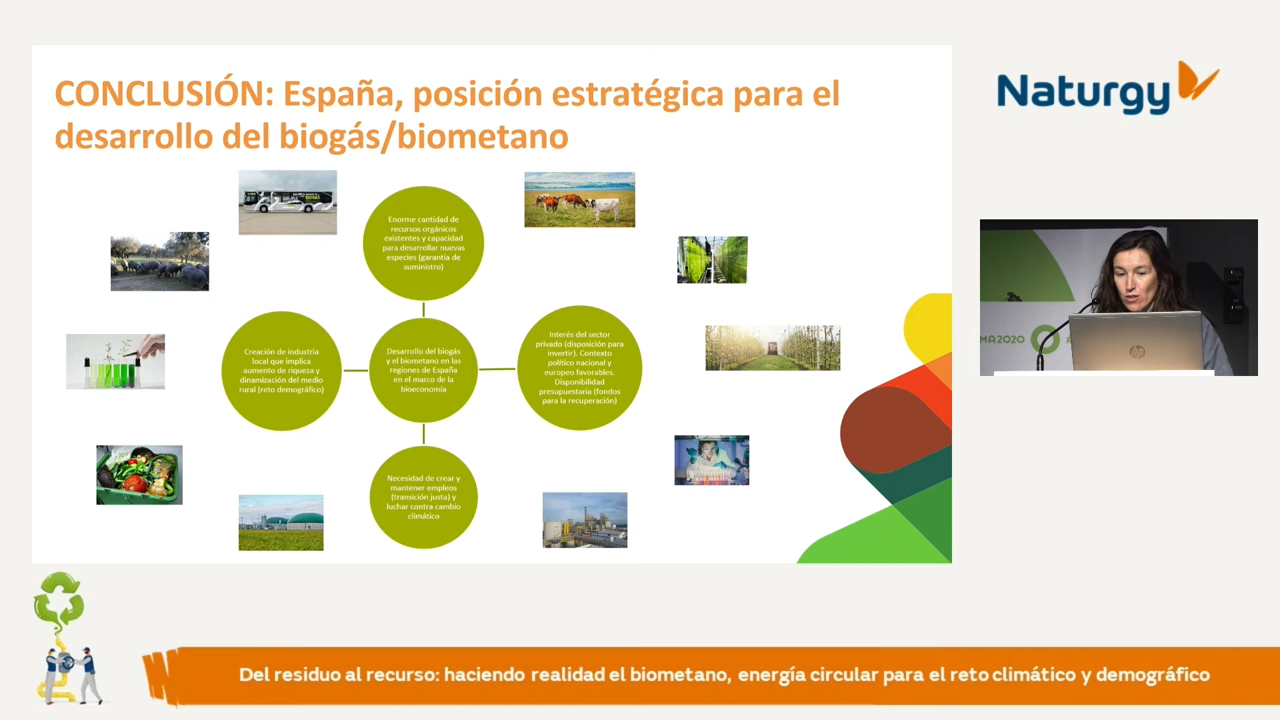 CONCLUSIÓN: España, posición estratégica para el
desarrollo del biogás/biometano
Naturgy
BIOGÁS
Enorme cantidad de
recursos orgánicos
existentes y capacidad
para desarrollar nuevas
especies (garantía de
suministro)
Creación de industria
local que implica
aumento de riqueza y
dinamización del medio
rural (reto demográfico)
Desarrollo del biogás
y el biometano en las
regiones de España
en el marco de la
bioeconomía
Interés del sector
privado (disposición para
invertir). Contexto
político nacional y
europeo favorables.
Disponibilidad
presupuestaria (fondos
para la recuperación)
Necesidad de crear y
mantener empleos
(transición justa) y
luchar contra cambio
climático
MA2020
hp
Del residuo al recurso: haciendo realidad el biometano, energía circular para el reto climático y demográfico